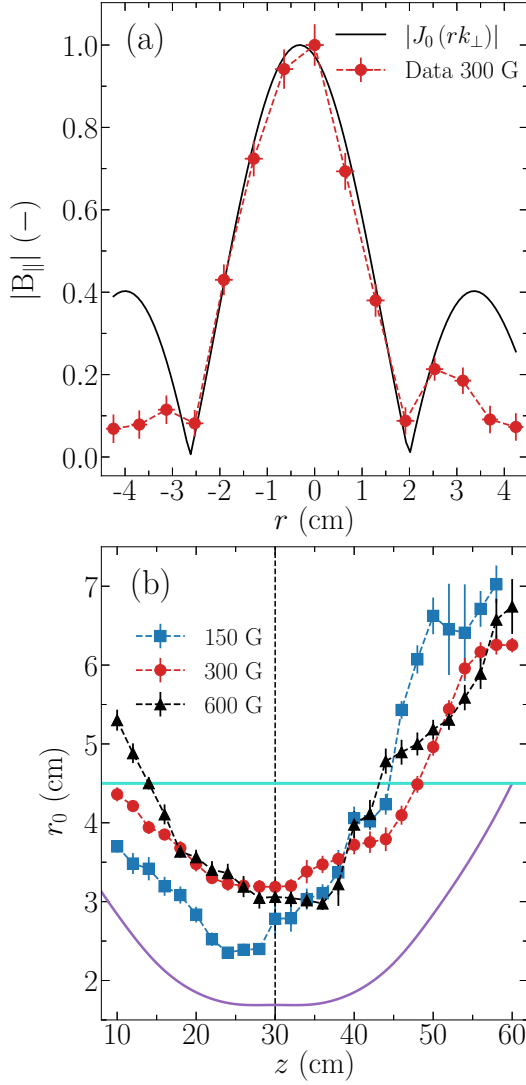 (a)
|J₀(rk⊥)|
Data 300 G
1.0
0.8
0.6
0.4
0.2
0.0
|B∥| (−)
-4 -3 -2 -1 0 1 2 3 4
r (cm)
(b)
150 G
300 G
600 G
7
6
5
4
3
2
r₀ (cm)
10 20 30 40 50 60
z (cm)